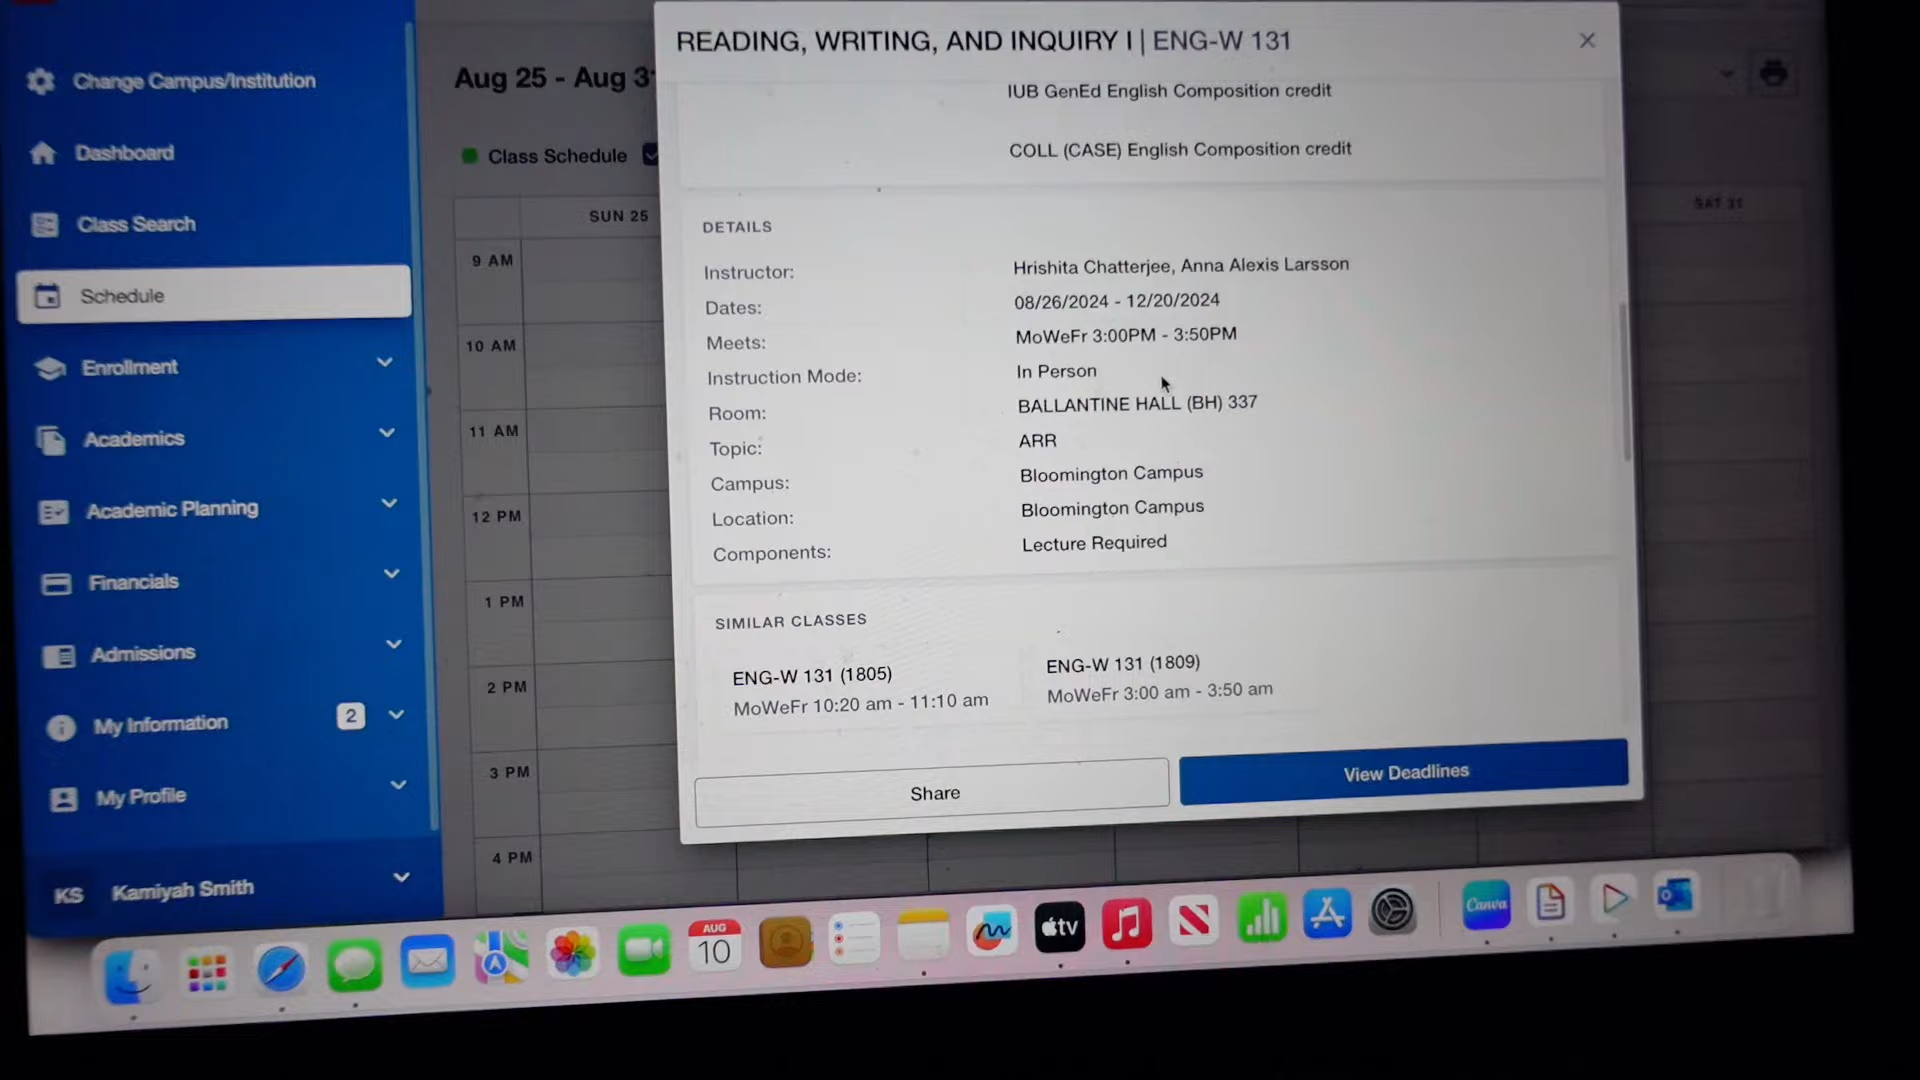 Change Campus/Institution
Dashboard
Class Search
Schedule
Enrollment
Academics
Academic Planning
Financials
Admissions
My Information
2
My Profile
KS
Kamiyah Smith
Aug 25 - Aug 3
Class Schedule
SUN 25
SAT 31
9 AM
10 AM
11 AM
12 PM
1 PM
2 PM
3 PM
4 PM
READING, WRITING, AND INQUIRY I | ENG-W 131
IUB GenEd English Composition credit
COLL (CASE) English Composition credit
DETAILS
Instructor: Hrishita Chatterjee, Anna Alexis Larsson
Dates: 08/26/2024 - 12/20/2024
Meets: MoWeFr 3:00PM - 3:50PM
Instruction Mode: In Person
Room: BALLANTINE HALL (BH) 337
Topic: ARR
Campus: Bloomington Campus
Location: Bloomington Campus
Components: Lecture Required
SIMILAR CLASSES
ENG-W 131 (1805)
MoWeFr 10:20 am - 11:10 am
ENG-W 131 (1809)
MoWeFr 3:00 am - 3:50 am
Share
View Deadlines
AUG
10
tv
Canva